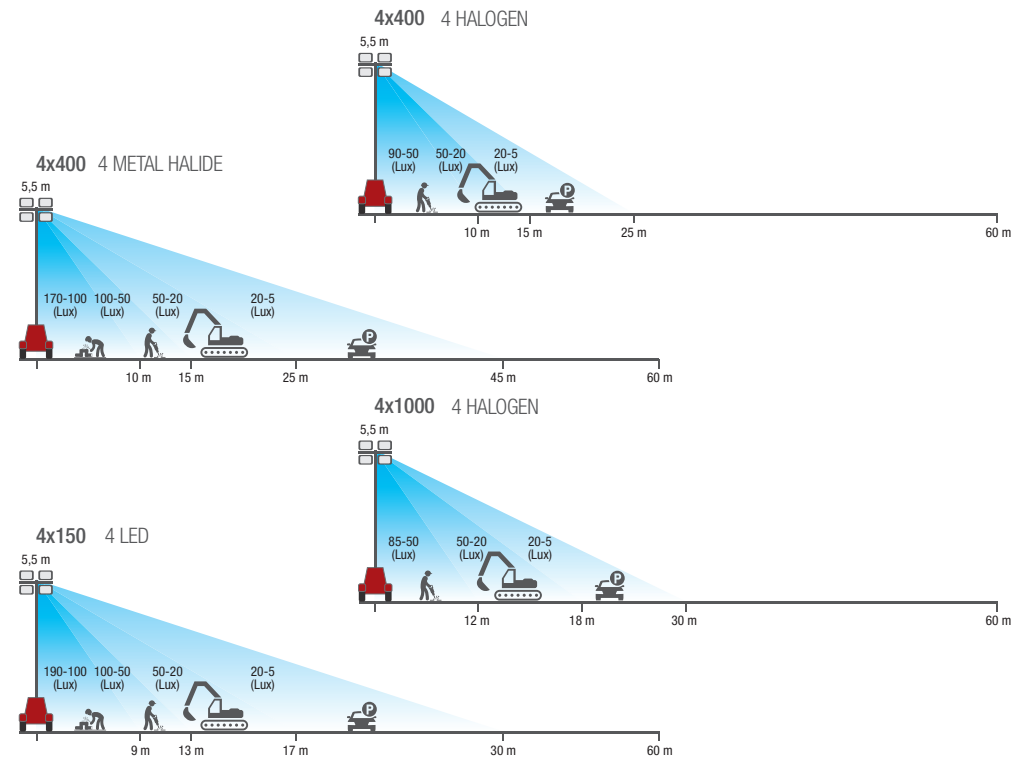 4x400 4 HALOGEN
5,5 m
90-50 50-20 20-5
(Lux) (Lux) (Lux)
P
10 m 15 m 25 m 60 m
4x400 4 METAL HALIDE
5,5 m
170-100 100-50 50-20 20-5
(Lux) (Lux) (Lux) (Lux)
P
10 m 15 m 25 m 45 m 60 m
4x1000 4 HALOGEN
5,5 m
85-50 50-20 20-5
(Lux) (Lux) (Lux)
P
12 m 18 m 30 m 60 m
4x150 4 LED
5,5 m
190-100 100-50 50-20 20-5
(Lux) (Lux) (Lux) (Lux)
P
9 m 13 m 17 m 30 m 60 m